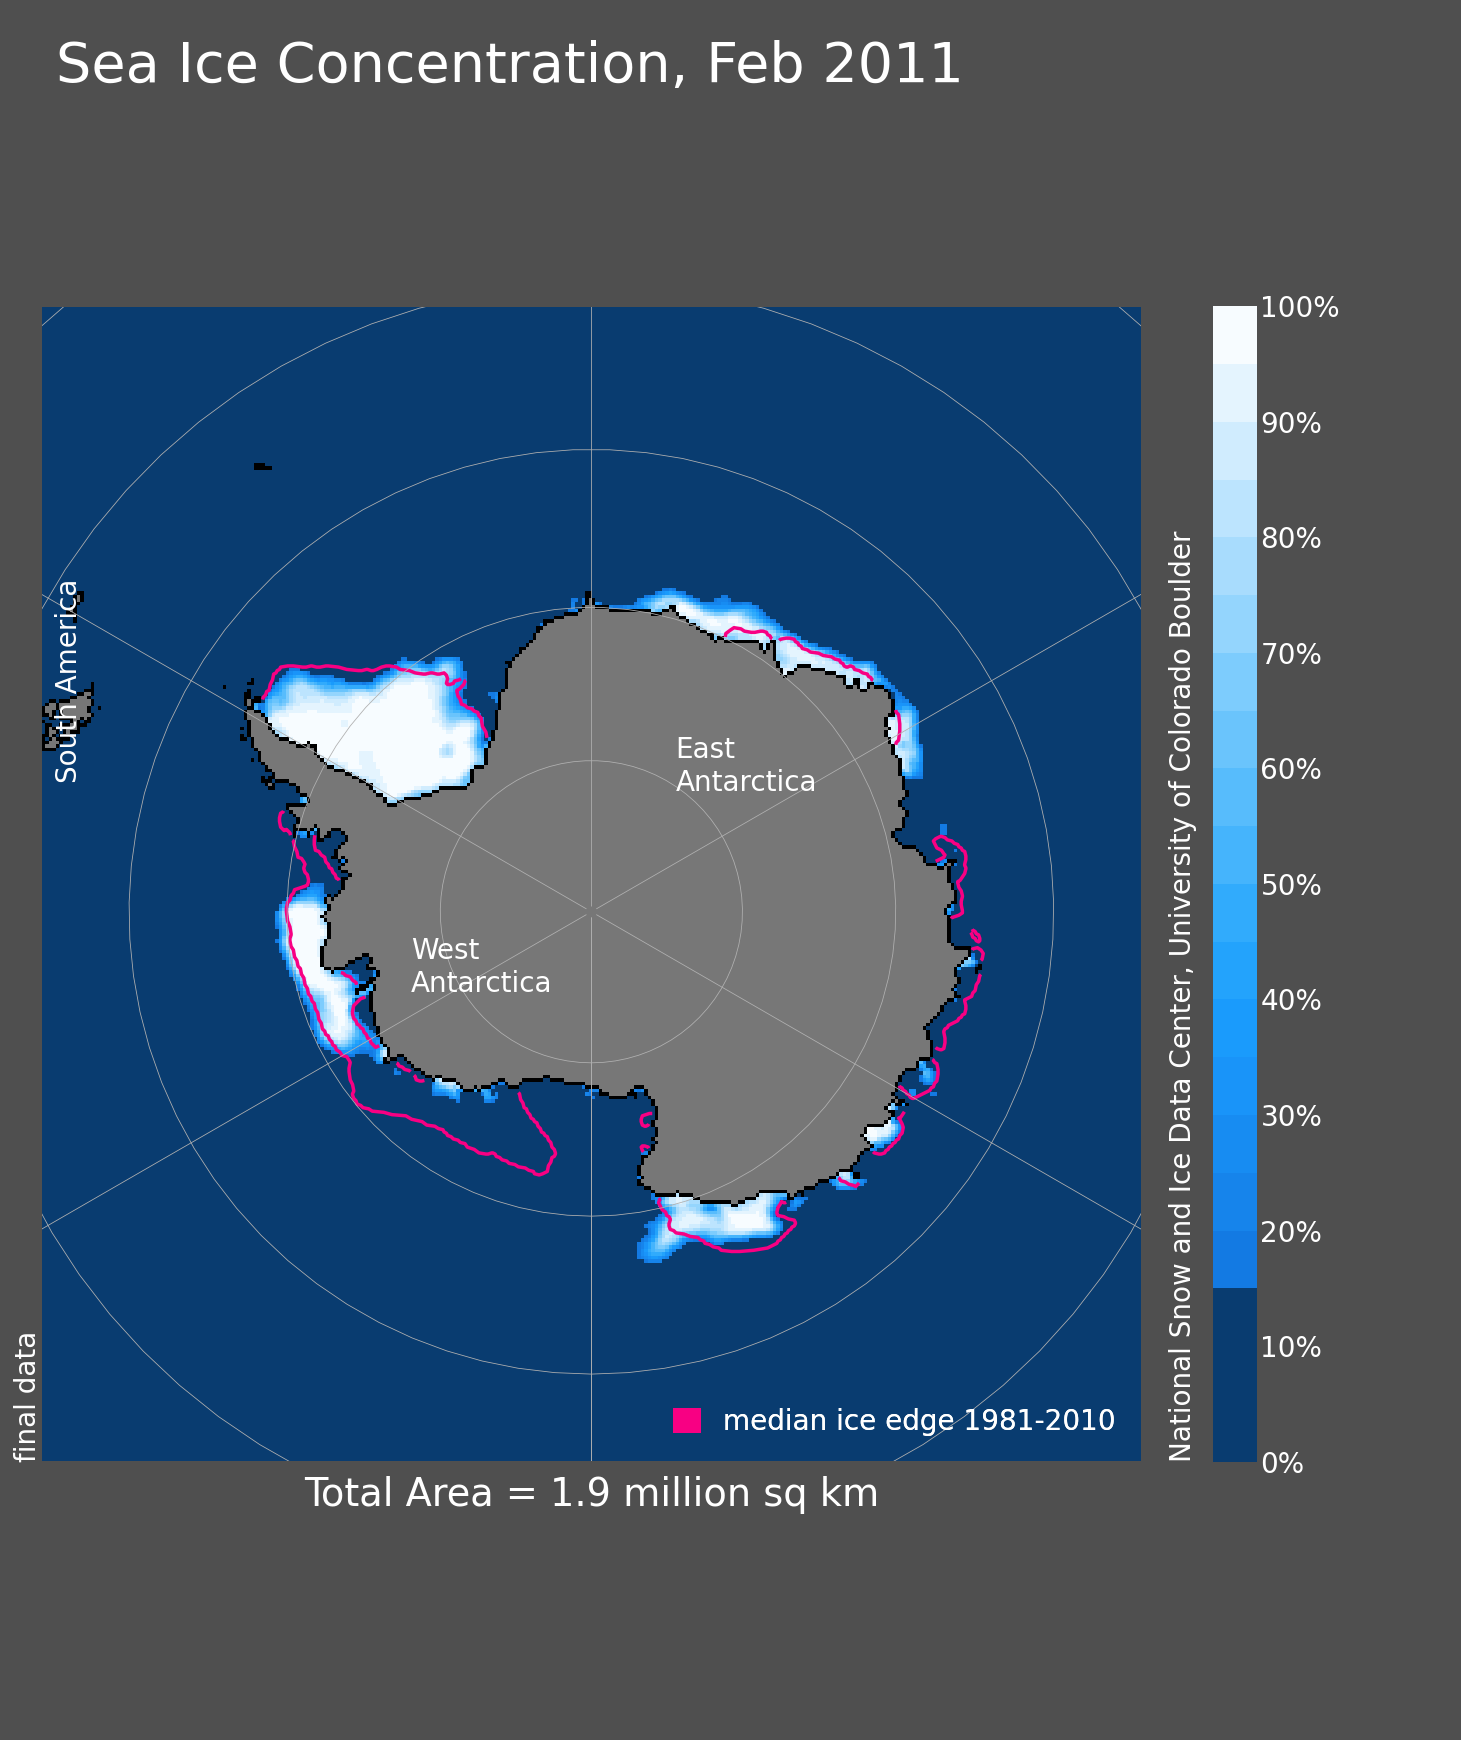 Sea Ice Concentration, Feb 2011
100%
90%
80%
70%
60%
50%
40%
30%
20%
10%
0%
National Snow and Ice Data Center, University of Colorado Boulder
South America
East
Antarctica
West
Antarctica
final data
median ice edge 1981-2010
Total Area = 1.9 million sq km